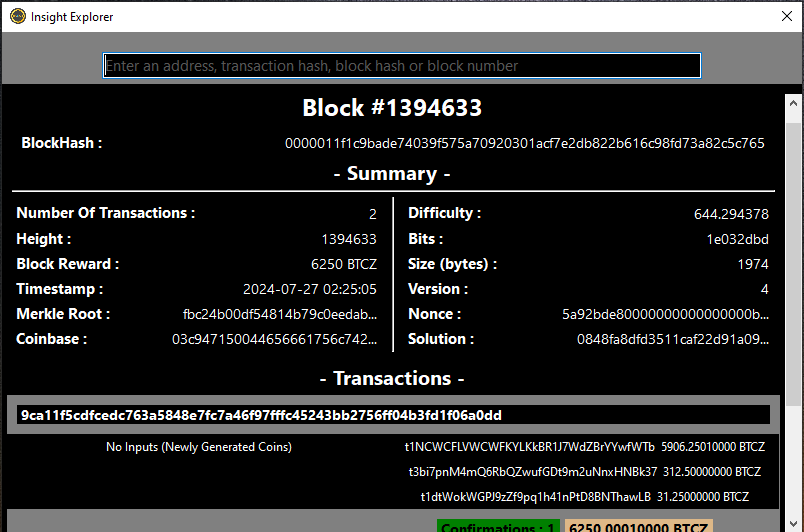 Insight Explorer
Enter an address, transaction hash, block hash or block number
Block #1394633
BlockHash : 0000011f1c9bade74039f575a70920301acf7e2db822b616c98fd73a82c5c765
- Summary -
Number Of Transactions : 2
Height : 1394633
Block Reward : 6250 BTCZ
Timestamp : 2024-07-27 02:25:05
Merkle Root : fbc24b00df54814b79c0eedab...
Coinbase : 03c947150044656661756c742...
Difficulty : 644.294378
Bits : 1e032dbd
Size (bytes) : 1974
Version : 4
Nonce : 5a92bde80000000000000000b...
Solution : 0848fa8dfd3511caf22d91a09...
- Transactions -
9ca11f5cdfcedc763a5848e7fc7a46f97fffc45243bb2756ff04b3fd1f06a0dd
No Inputs (Newly Generated Coins)
t1NCWCFLVWCWFKYLKkBR1J7WdZBrYYwfWTb 5906.25010000 BTCZ
t3bi7pnM4mQ6RbQZwufGDt9m2uNnxHNBk37 312.50000000 BTCZ
t1dtWokWGPJ9zZf9pq1h41nPtD8BNThawLB 31.25000000 BTCZ
Confirmations : 1 6250.00010000 BTCZ